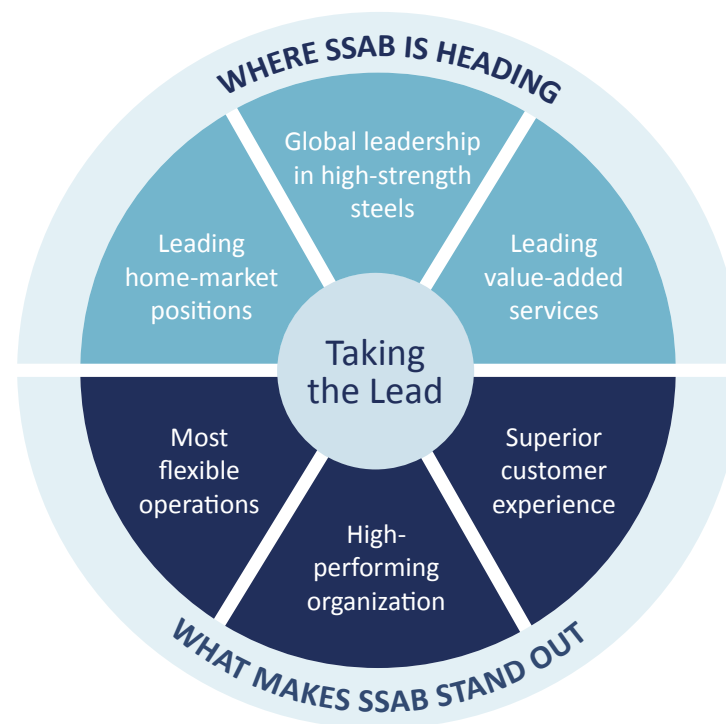 WHERE SSAB IS HEADING
Global leadership
in high-strength
steels
Leading
home-market
positions
Leading
value-added
services
Taking
the Lead
Most
flexible
operations
Superior
customer
experience
High-
performing
organization
WHAT MAKES SSAB STAND OUT